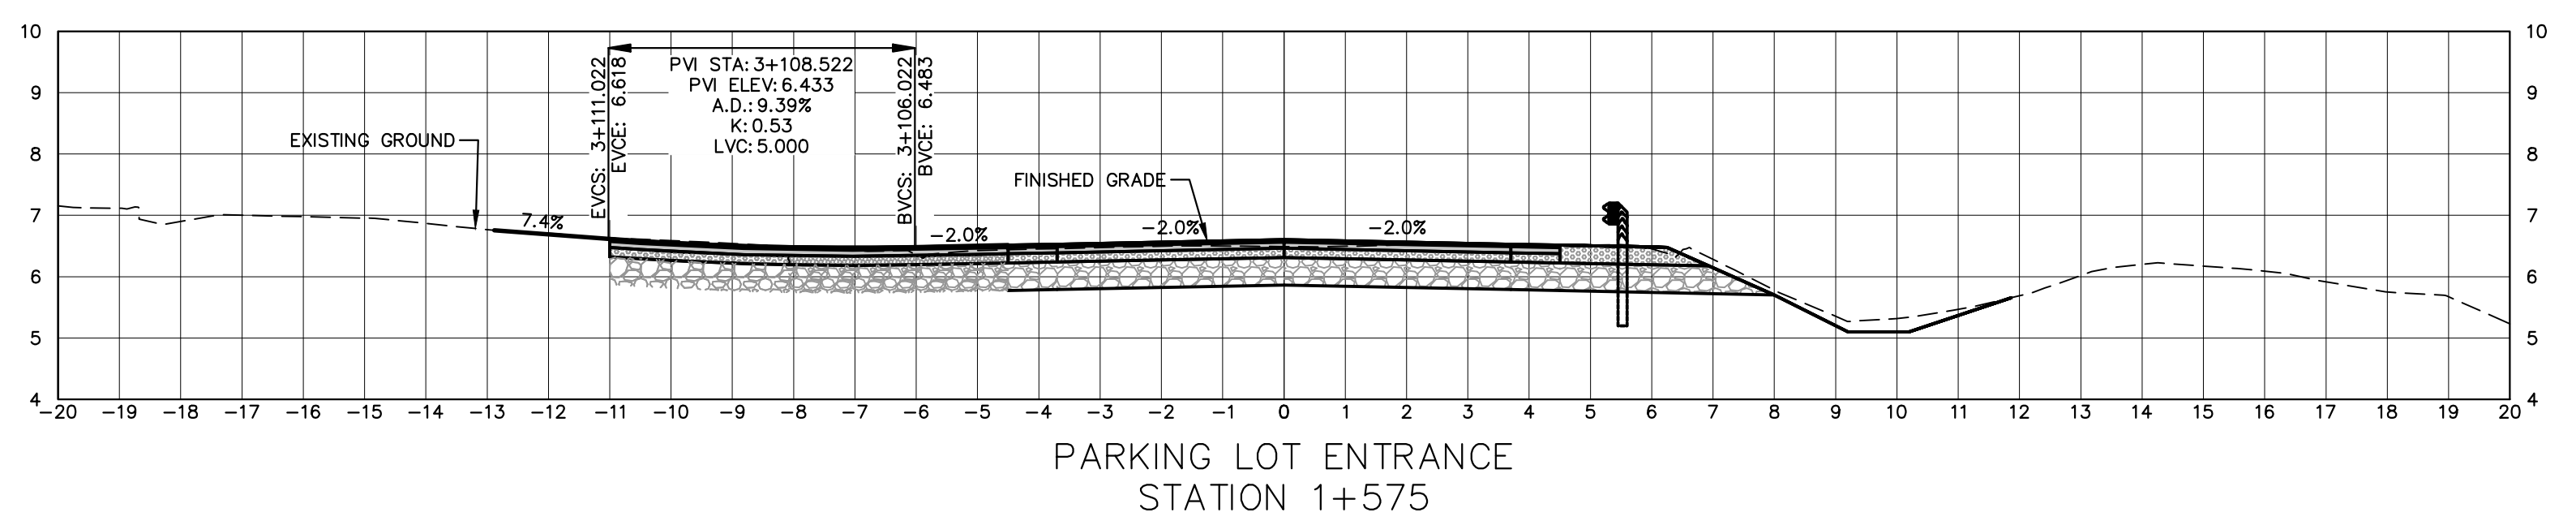 10
9
8
7
6
5
4
EVCS: 3+111.022
EVCE: 6.618
PVI STA: 3+108.522
PVI ELEV: 6.433
A.D.: 9.39%
K: 0.53
LVC: 5.000
BVCS: 3+106.022
BVCE: 6.483
EXISTING GROUND
FINISHED GRADE
7.4%
-2.0%
-2.0%
-2.0%
10
9
8
7
6
5
4
-20 -19 -18 -17 -16 -15 -14 -13 -12 -11 -10 -9 -8 -7 -6 -5 -4 -3 -2 -1 0 1 2 3 4 5 6 7 8 9 10 11 12 13 14 15 16 17 18 19 20
PARKING LOT ENTRANCE
STATION 1+575